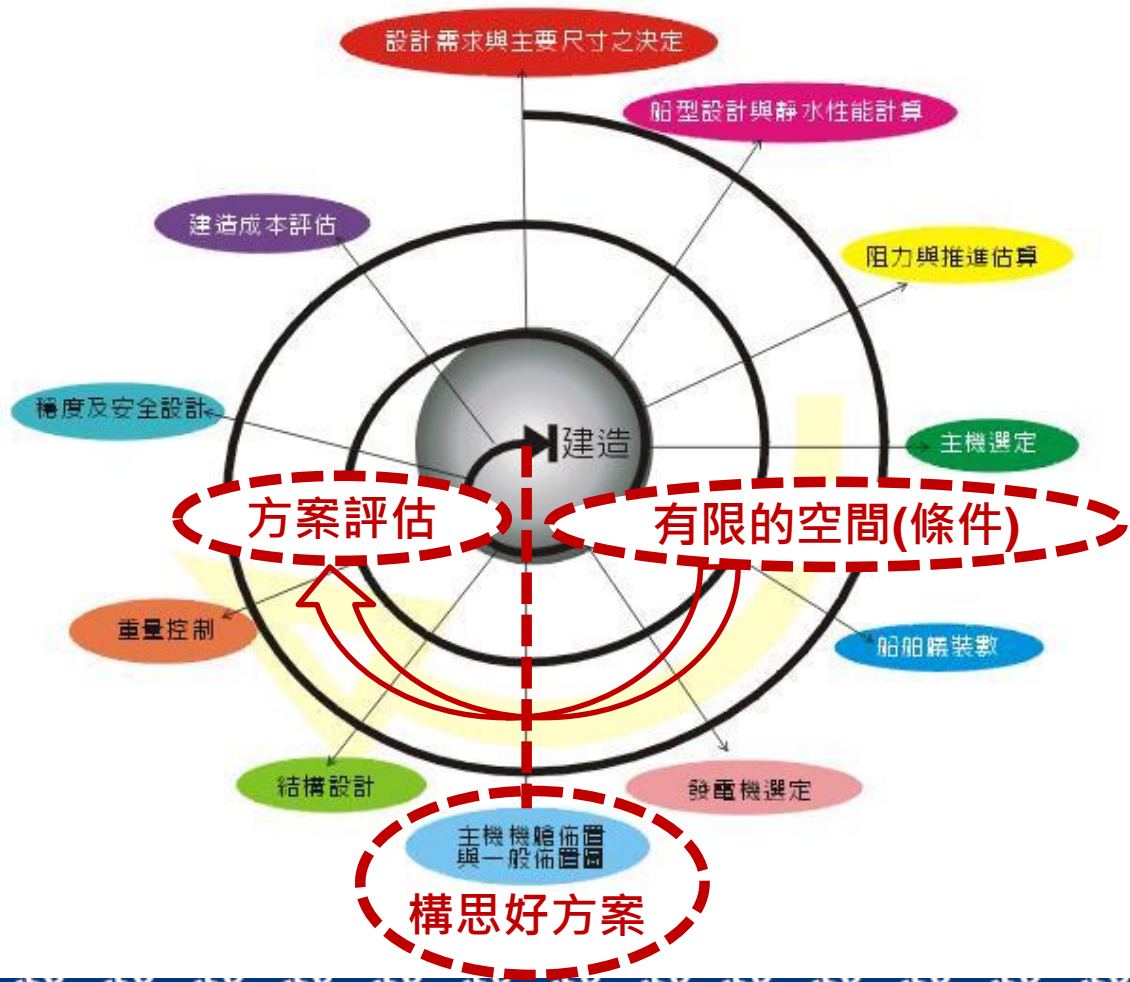 設計需求與主要尺寸之決定
船型設計與靜水性能計算
建造成本評估
阻力與推進估算
穩度及安全設計
建造
主機選定
方案評估
有限的空間(條件)
重量控制
船舶艤裝數
結構設計
發電機選定
主機機艙佈置
與一般佈置圖
構思好方案